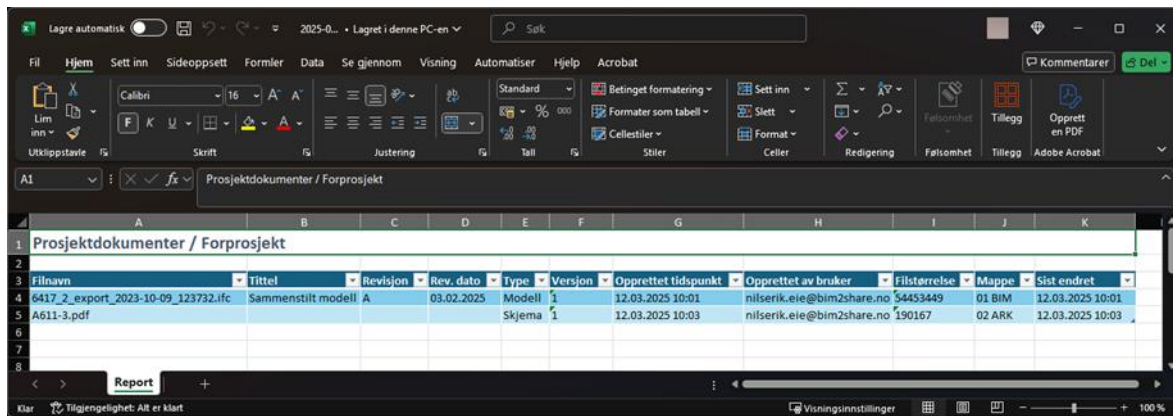 Lagre automatisk 2025-0... • Lagret i denne PC-en Søk
Fil Hjem Sett inn Sideoppsett Formler Data Se gjennom Visning Automatiser Hjelp Acrobat Kommentarer Del
Lim inn Calibri 16 A A Standard Betinget formatering Sett inn Σ
F K U A % 000 Formater som tabell Slett Følsomhet Tillegg Opprett en PDF
Cellestiler Format
Utklippstavle Skrift Justering Tall Stiler Celler Redigering Følsomhet Tillegg Adobe Acrobat
A1 fx Prosjektdokumenter / Forprosjekt
A B C D E F G H I J K
1 Prosjektdokumenter / Forprosjekt
2
3 Filnavn Tittel Revisjon Rev. dato Type Versjon Opprettet tidspunkt Opprettet av bruker Filstørrelse Mappe Sist endret
4 6417_2_export_2023-10-09_123732.ifc Sammenstilt modell A 03.02.2025 Modell 1 12.03.2025 10:01 nilserik.eie@bim2share.no 54453449 01 BIM 12.03.2025 10:01
5 A611-3.pdf Skjema 1 12.03.2025 10:03 nilserik.eie@bim2share.no 190167 02 ARK 12.03.2025 10:03
6
7
8
Report
Klar Tilgjengelighet: Alt er klart Visningsinnstillinger 100 %